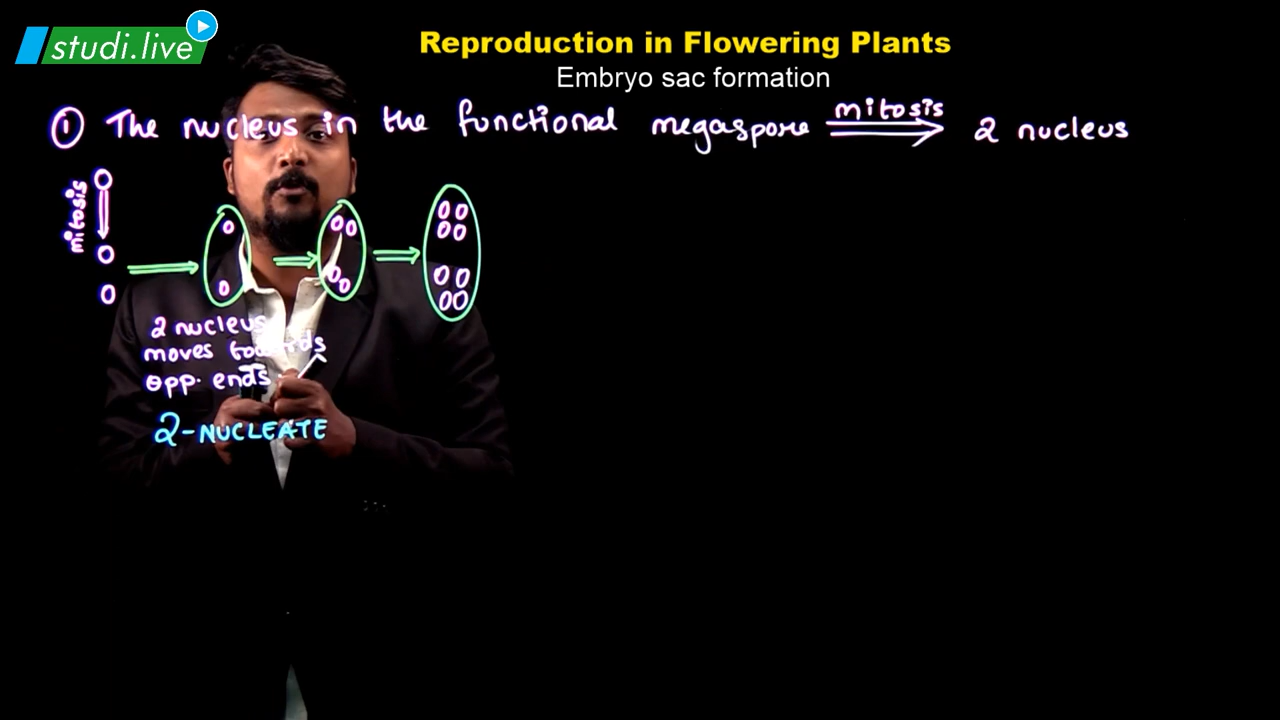 studi.live
Reproduction in Flowering Plants
Embryo sac formation
① The nucleus in the functional megaspore mitosis 2 nucleus
mitosis
2 nucleus
moves towards
opp. ends
2-NUCLEATE